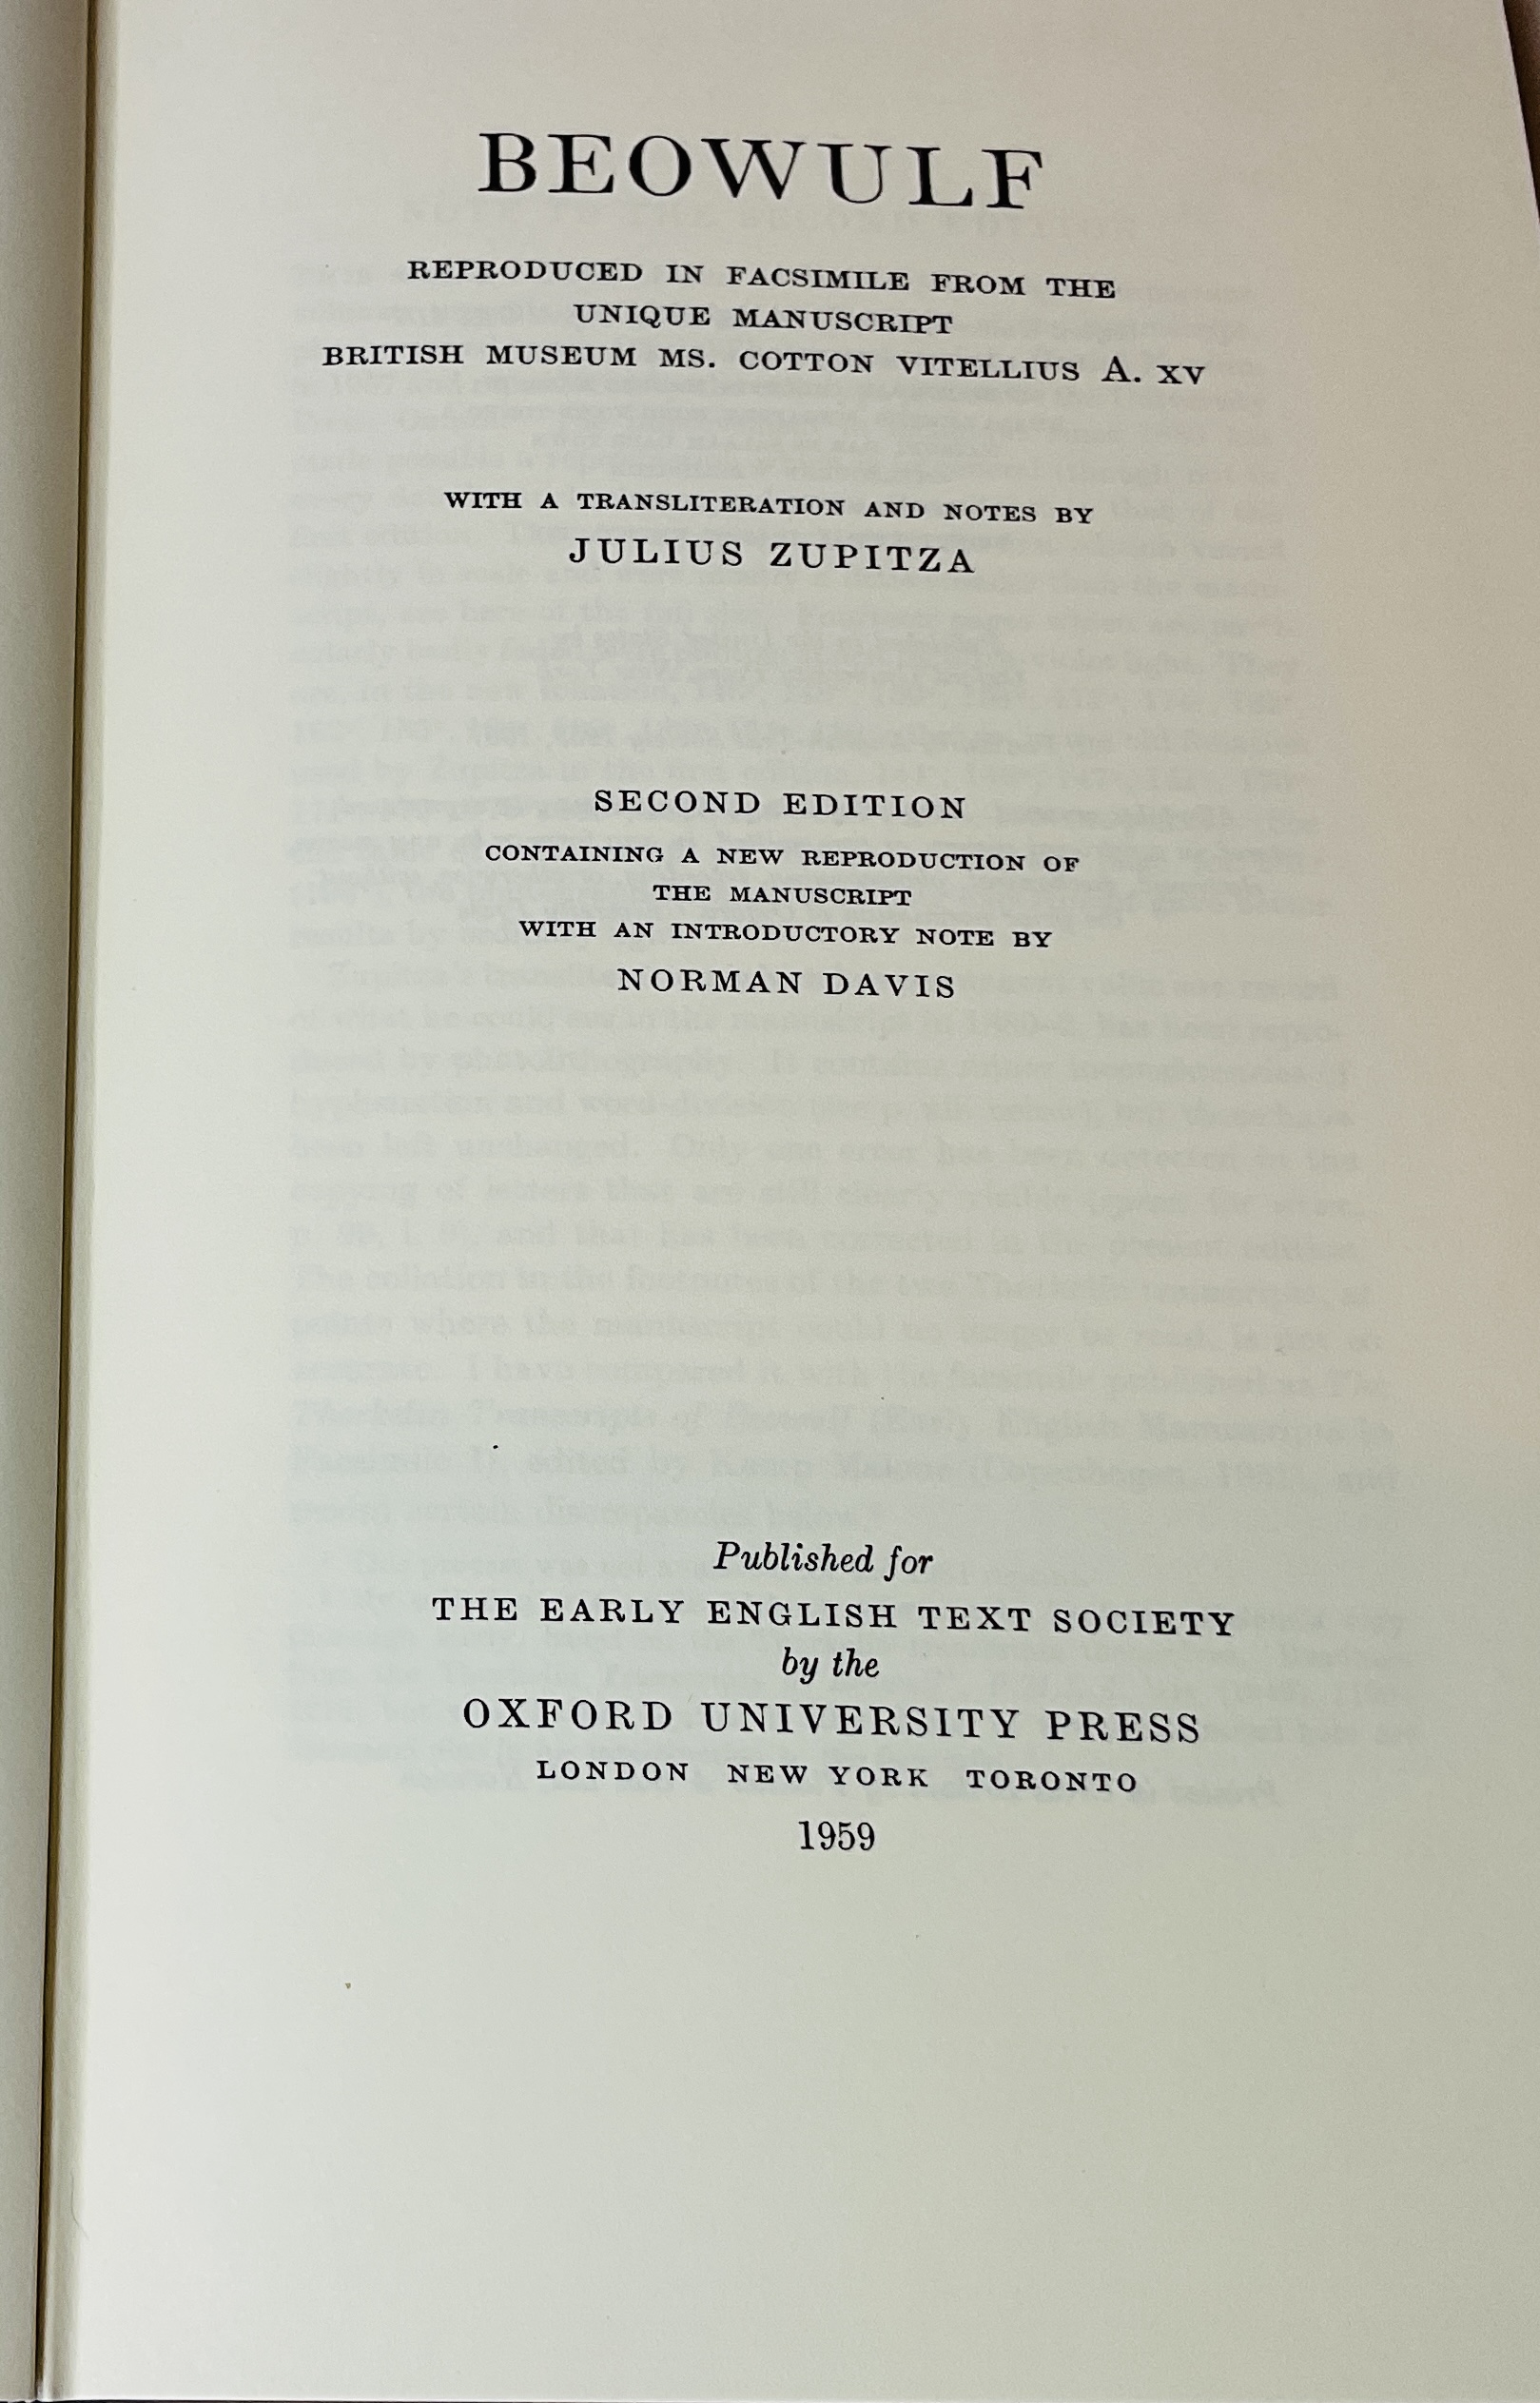 BEOWULF
REPRODUCED IN FACSIMILE FROM THE
UNIQUE MANUSCRIPT
BRITISH MUSEUM MS. COTTON VITELLIUS A. XV
WITH A TRANSLITERATION AND NOTES BY
JULIUS ZUPITZA
SECOND EDITION
CONTAINING A NEW REPRODUCTION OF
THE MANUSCRIPT
WITH AN INTRODUCTORY NOTE BY
NORMAN DAVIS
Published for
THE EARLY ENGLISH TEXT SOCIETY
by the
OXFORD UNIVERSITY PRESS
LONDON NEW YORK TORONTO
1959